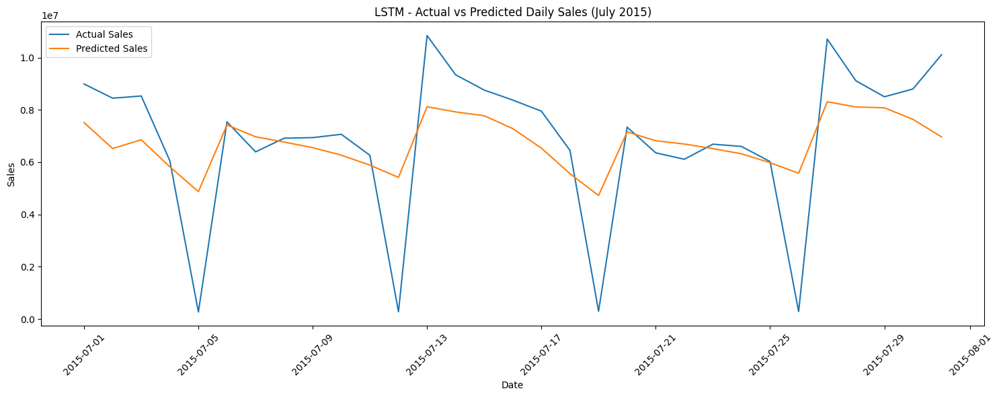 LSTM - Actual vs Predicted Daily Sales (July 2015)
1e7
Actual Sales
Predicted Sales
1.0
0.8
0.6
0.4
0.2
0.0
Sales
2015-07-01
2015-07-05
2015-07-09
2015-07-13
2015-07-17
2015-07-21
2015-07-25
2015-07-29
2015-08-01
Date